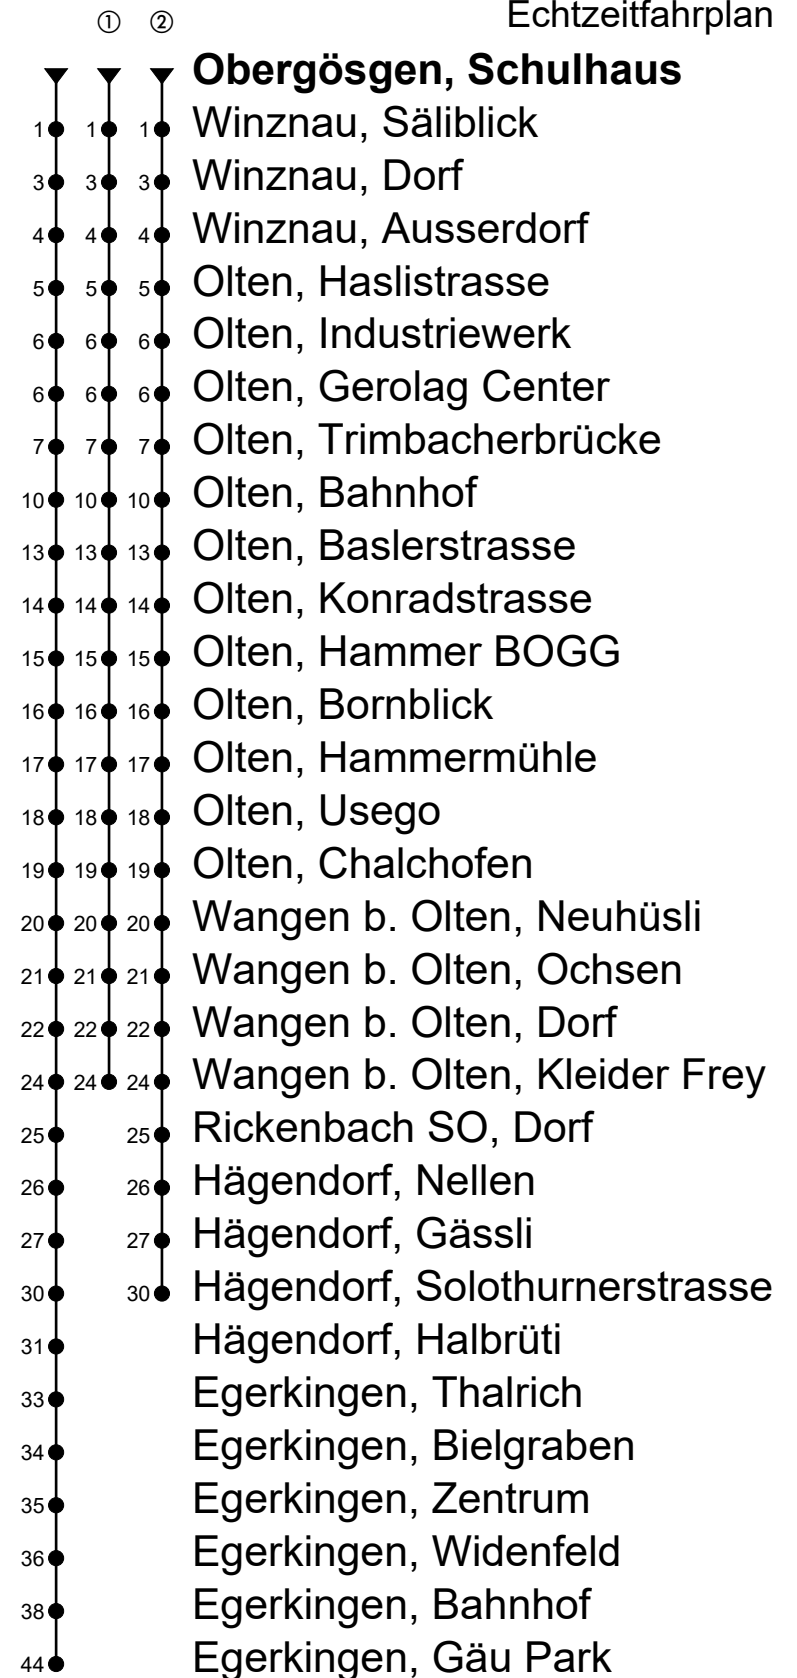 ① ② Echtzeitfahrplan
Obergösgen, Schulhaus
1 1 1 Winznau, Säliblick
3 3 3 Winznau, Dorf
4 4 4 Winznau, Ausserdorf
5 5 5 Olten, Haslistrasse
6 6 6 Olten, Industriewerk
6 6 6 Olten, Gerolag Center
7 7 7 Olten, Trimbacherbrücke
10 10 10 Olten, Bahnhof
13 13 13 Olten, Baslerstrasse
14 14 14 Olten, Konradstrasse
15 15 15 Olten, Hammer BOGG
16 16 16 Olten, Bornblick
17 17 17 Olten, Hammermühle
18 18 18 Olten, Usego
19 19 19 Olten, Chalchofen
20 20 20 Wangen b. Olten, Neuhüsli
21 21 21 Wangen b. Olten, Ochsen
22 22 22 Wangen b. Olten, Dorf
24 24 24 Wangen b. Olten, Kleider Frey
25 25 Rickenbach SO, Dorf
26 26 Hägendorf, Nellen
27 27 Hägendorf, Gässli
30 30 Hägendorf, Solothurnerstrasse
31 Hägendorf, Halbrüti
33 Egerkingen, Thalrich
34 Egerkingen, Bielgraben
35 Egerkingen, Zentrum
36 Egerkingen, Widenfeld
38 Egerkingen, Bahnhof
44 Egerkingen, Gäu Park